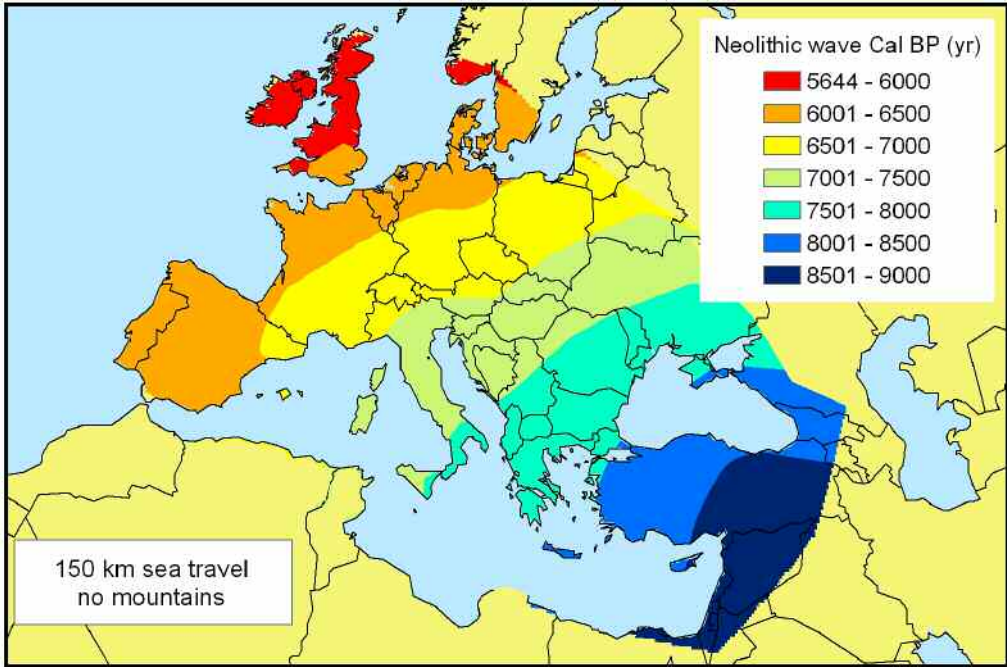 Neolithic wave Cal BP (yr)
5644 - 6000
6001 - 6500
6501 - 7000
7001 - 7500
7501 - 8000
8001 - 8500
8501 - 9000
150 km sea travel
no mountains